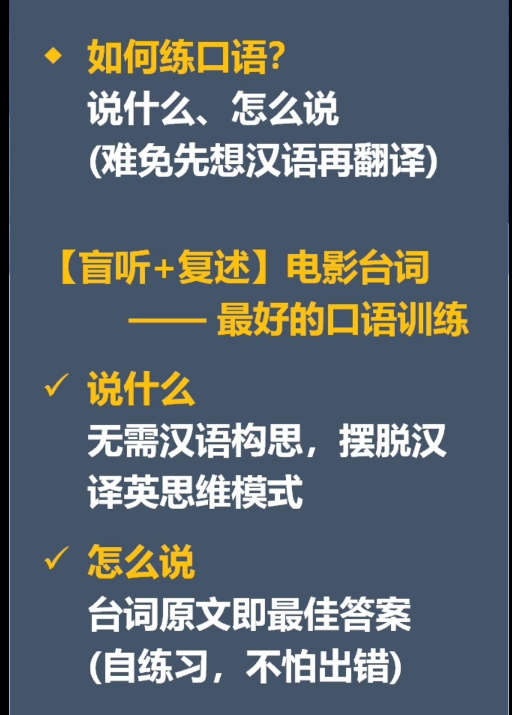 ◆ 如何练口语?
说什么、怎么说
(难免先想汉语再翻译)
【盲听+复述】电影台词
—— 最好的口语训练
✓ 说什么
无需汉语构思，摆脱汉
译英思维模式
✓ 怎么说
台词原文即最佳答案
(自练习，不怕出错)